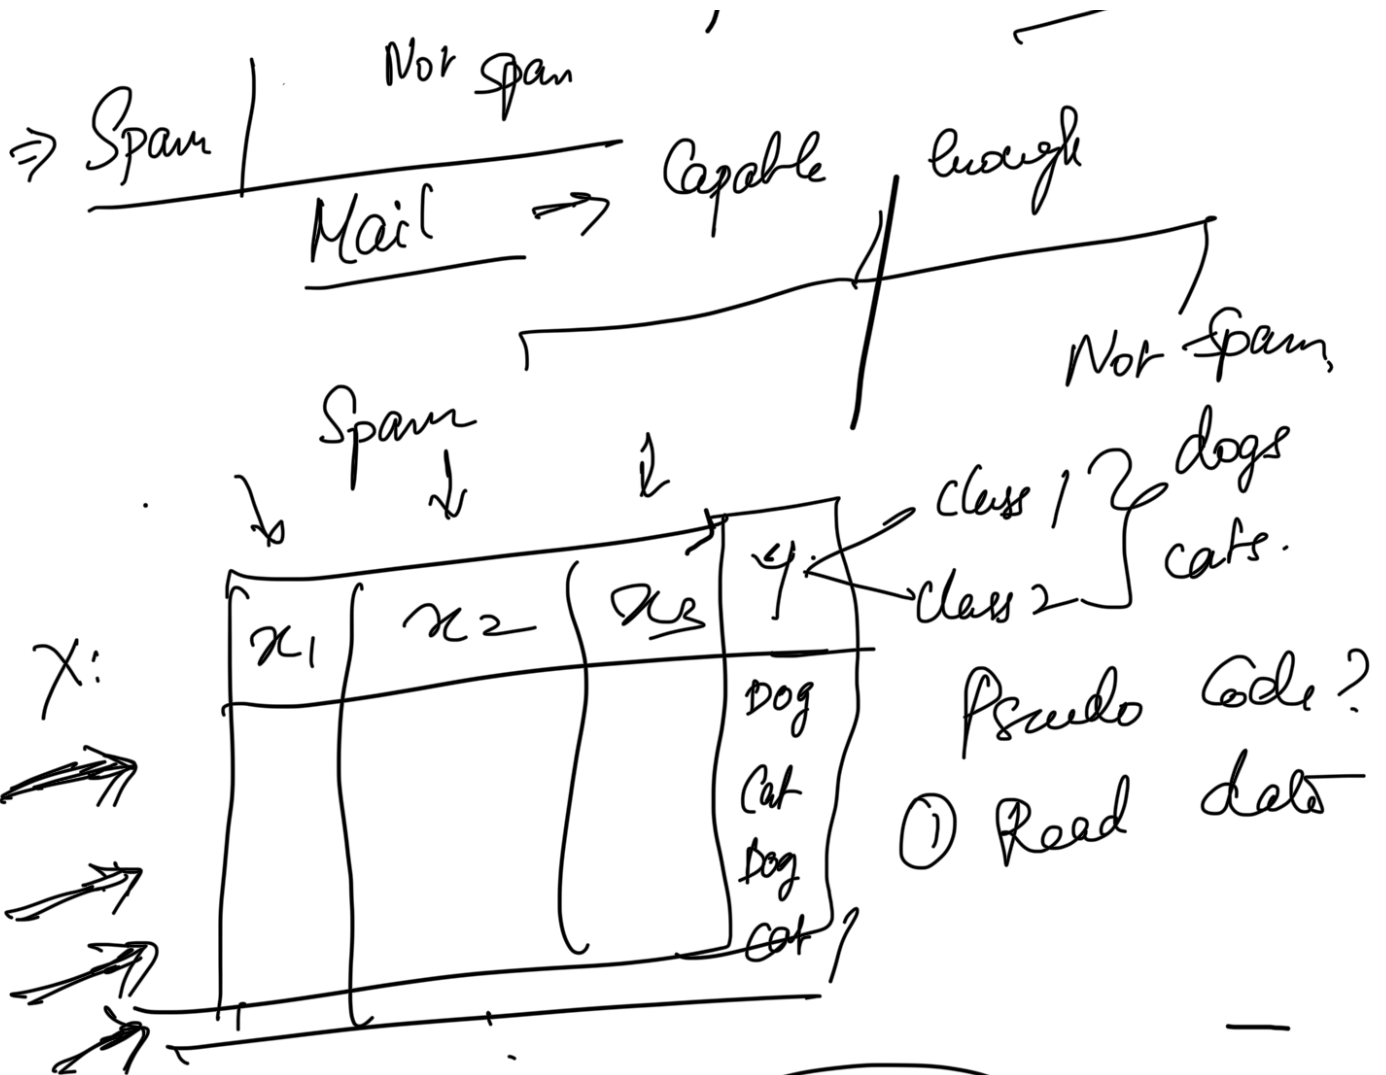 Not Spam
⇒ Spam
Mail → Capable enough
Not Spam,
Spam
dogs
class 1
cats.
class 2
x1 x2 x3 y
X:
Dog
Pseudo Code?
Cat
① Read data
Dog
Cat